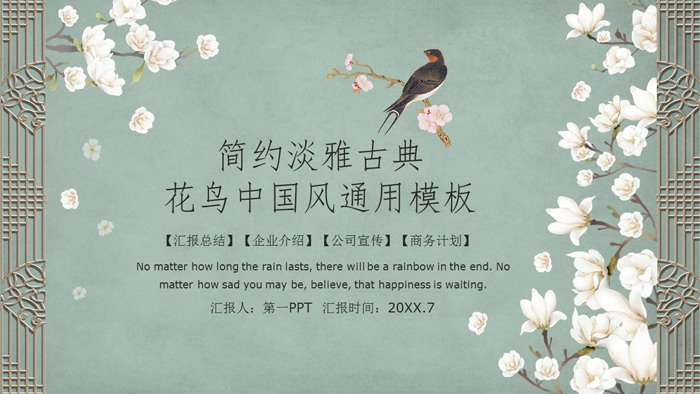 简约淡雅古典
花鸟中国风通用模板
【汇报总结】【企业介绍】【公司宣传】【商务计划】
No matter how long the rain lasts, there will be a rainbow in the end. No
matter how sad you may be, believe, that happiness is waiting.
汇报人：第一PPT 汇报时间：20XX.7